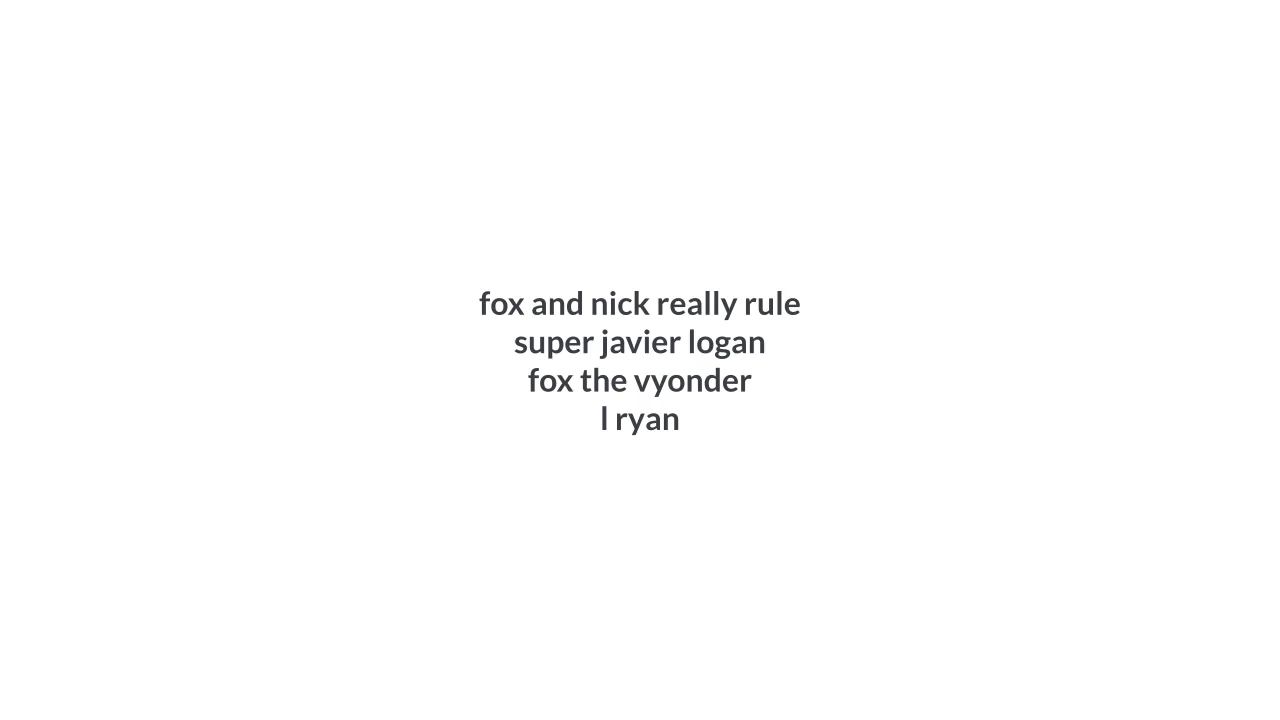 fox and nick really rule
super javier logan
fox the vyonder
l ryan